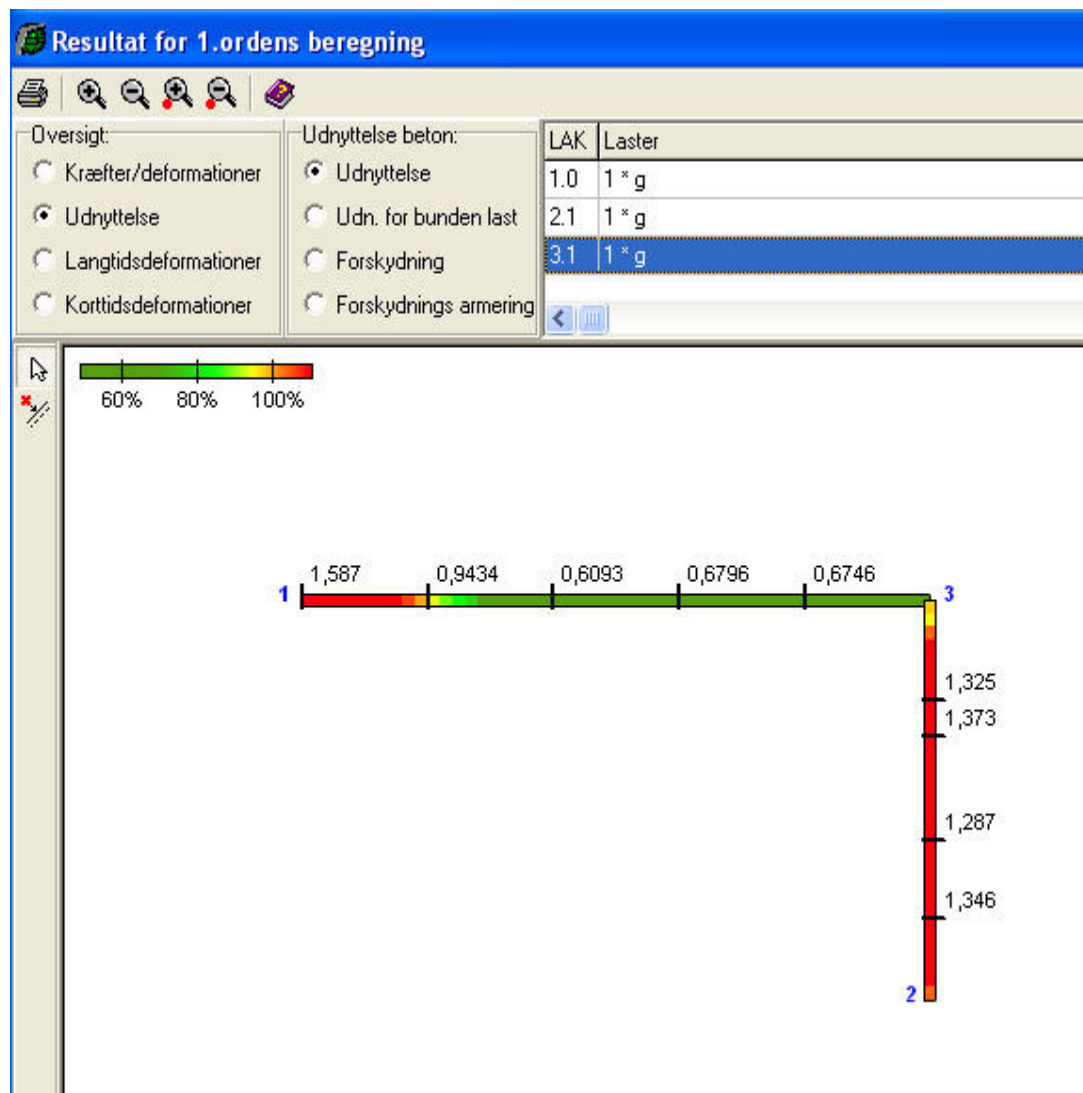 Resultat for 1.ordens beregning
Oversigt:
Kræfter/deformationer
Udnyttelse
Langtidsdeformationer
Korttidsdeformationer
Udnyttelse beton:
Udnyttelse
Udn. for bunden last
Forskydning
Forskydnings armering
LAK Laster
1.0 1 * g
2.1 1 * g
3.1 1 * g
60% 80% 100%
1,587 0,9434 0,6093 0,6796 0,6746
1 3
1,325
1,373
1,287
1,346
2